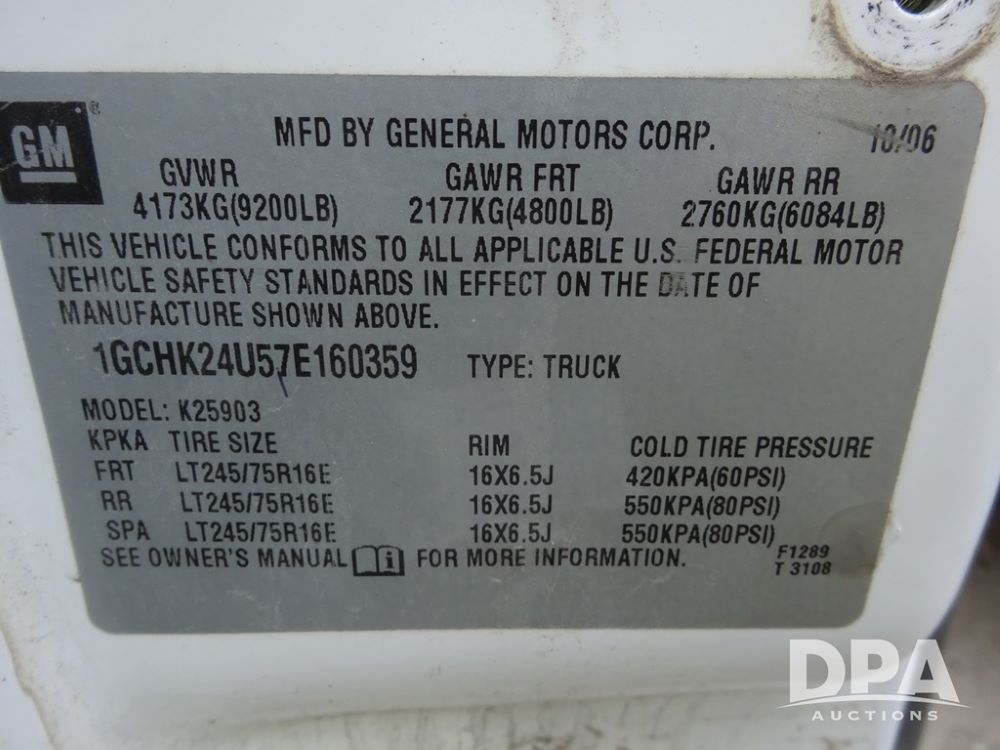 GM®
MFD BY GENERAL MOTORS CORP. 10/06
GVWR GAWR FRT GAWR RR
4173KG(9200LB) 2177KG(4800LB) 2760KG(6084LB)
THIS VEHICLE CONFORMS TO ALL APPLICABLE U.S. FEDERAL MOTOR
VEHICLE SAFETY STANDARDS IN EFFECT ON THE DATE OF
MANUFACTURE SHOWN ABOVE.
1GCHK24U57E160359 TYPE: TRUCK
MODEL: K25903
KPKA TIRE SIZE RIM COLD TIRE PRESSURE
FRT LT245/75R16E 16X6.5J 420KPA(60PSI)
RR LT245/75R16E 16X6.5J 550KPA(80PSI)
SPA LT245/75R16E 16X6.5J 550KPA(80PSI)
SEE OWNER'S MANUAL FOR MORE INFORMATION.
F1289
T 3108
DPA
AUCTIONS